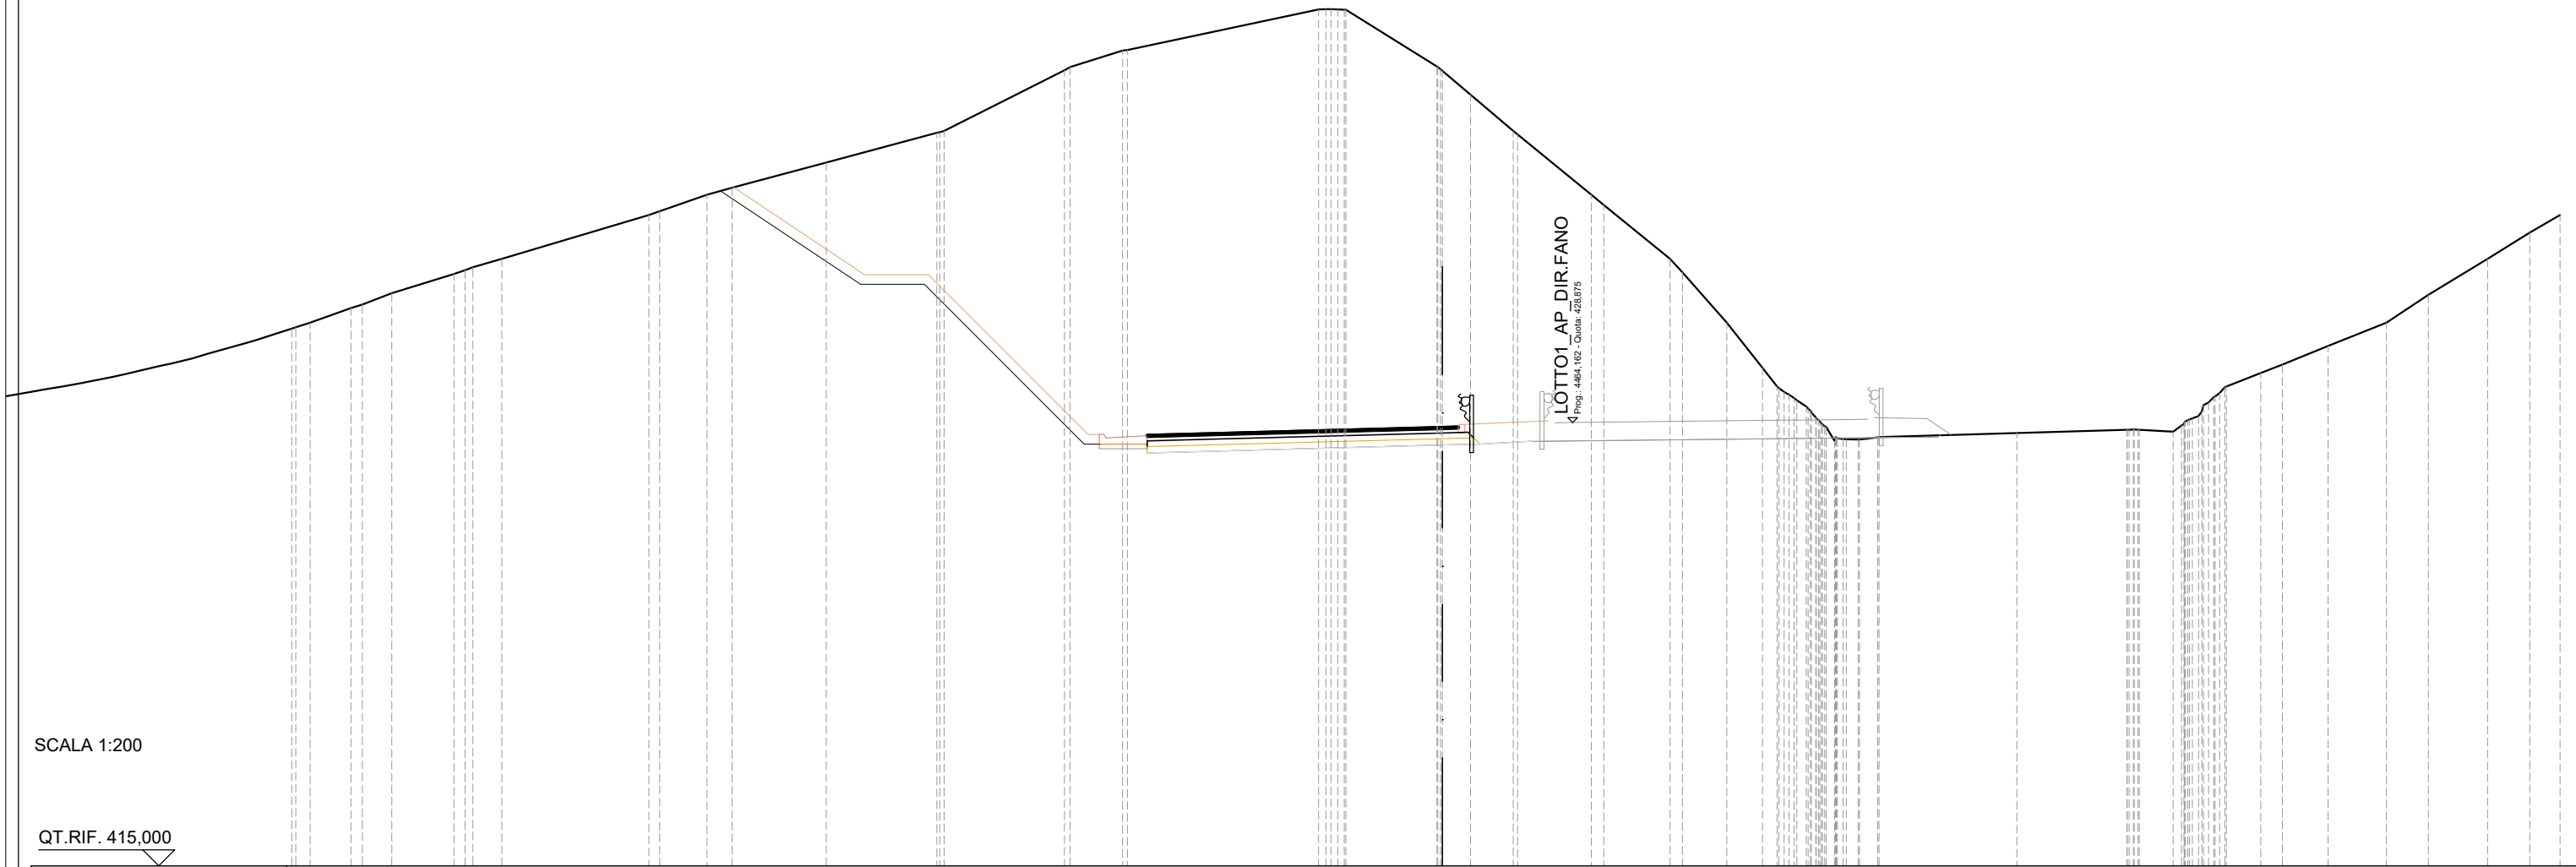 LOTTO1_AP_DIR.FANO
Prog.: 4464,162 - Quota: 428,875
SCALA 1:200
QT.RIF. 415,000